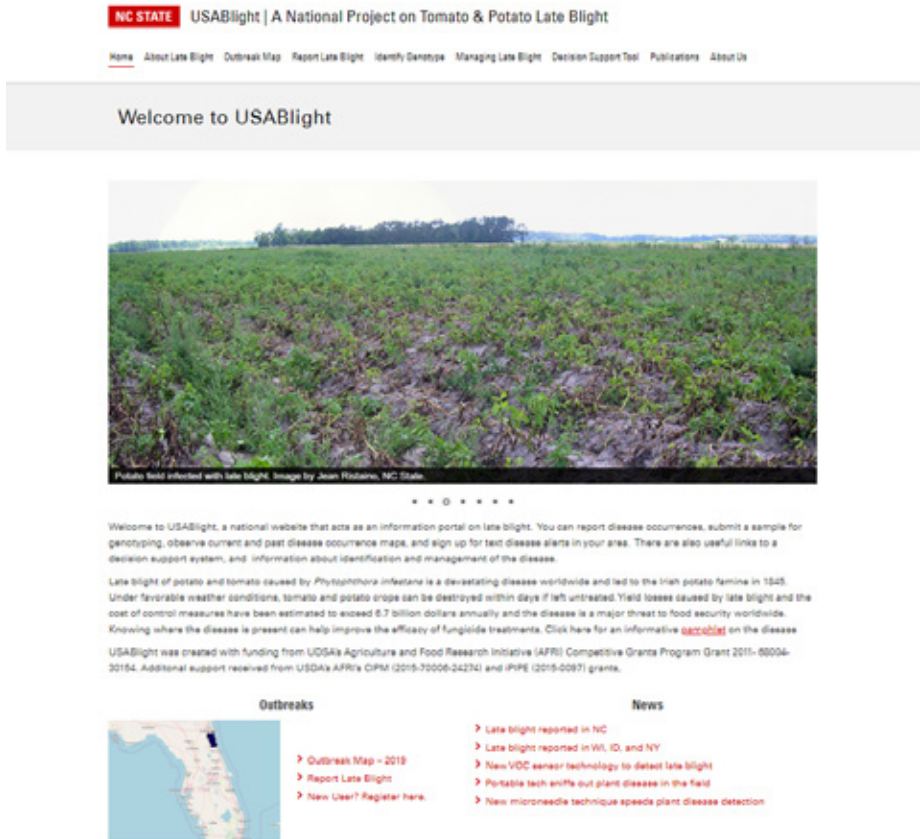 NC STATE USABlight | A National Project on Tomato & Potato Late Blight
Home About Late Blight Outbreak Map Report Late Blight Identify Genotype Managing Late Blight Decision Support Tool Publications About Us
Welcome to USABlight
Potato field infected with late blight. Image by Jean Ristaino, NC State.
Welcome to USABlight, a national website that acts as an information portal on late blight. You can report disease occurrences, submit a sample for
genotyping, observe current and past disease occurrence maps, and sign up for text disease alerts in your area. There are also useful links to a
decision support system, and information about identification and management of the disease.
Late blight of potato and tomato caused by Phytophthora infestans is a devastating disease worldwide and led to the Irish potato famine in 1845.
Under favorable weather conditions, tomato and potato crops can be destroyed within days if left untreated. Yield losses caused by late blight and the
cost of control measures have been estimated to exceed 6.7 billion dollars annually and the disease is a major threat to food security worldwide.
Knowing where the disease is present can help improve the efficacy of fungicide treatments. Click here for an informative pamphlet on the disease
USABlight was created with funding from UDSA's Agriculture and Food Research Initiative (AFRI) Competitive Grants Program Grant 2011- 68004-
30154. Additonal support received from USDA's AFRI's CIPM (2015-70006-24274) and iPIPE (2015-0097) grants.
Outbreaks
> Outbreak Map – 2019
> Report Late Blight
> New User? Register here.
News
> Late blight reported in NC
> Late blight reported in WI, ID, and NY
> New VOC sensor technology to detect late blight
> Portable tech sniffs out plant disease in the field
> New microneedle technique speeds plant disease detection